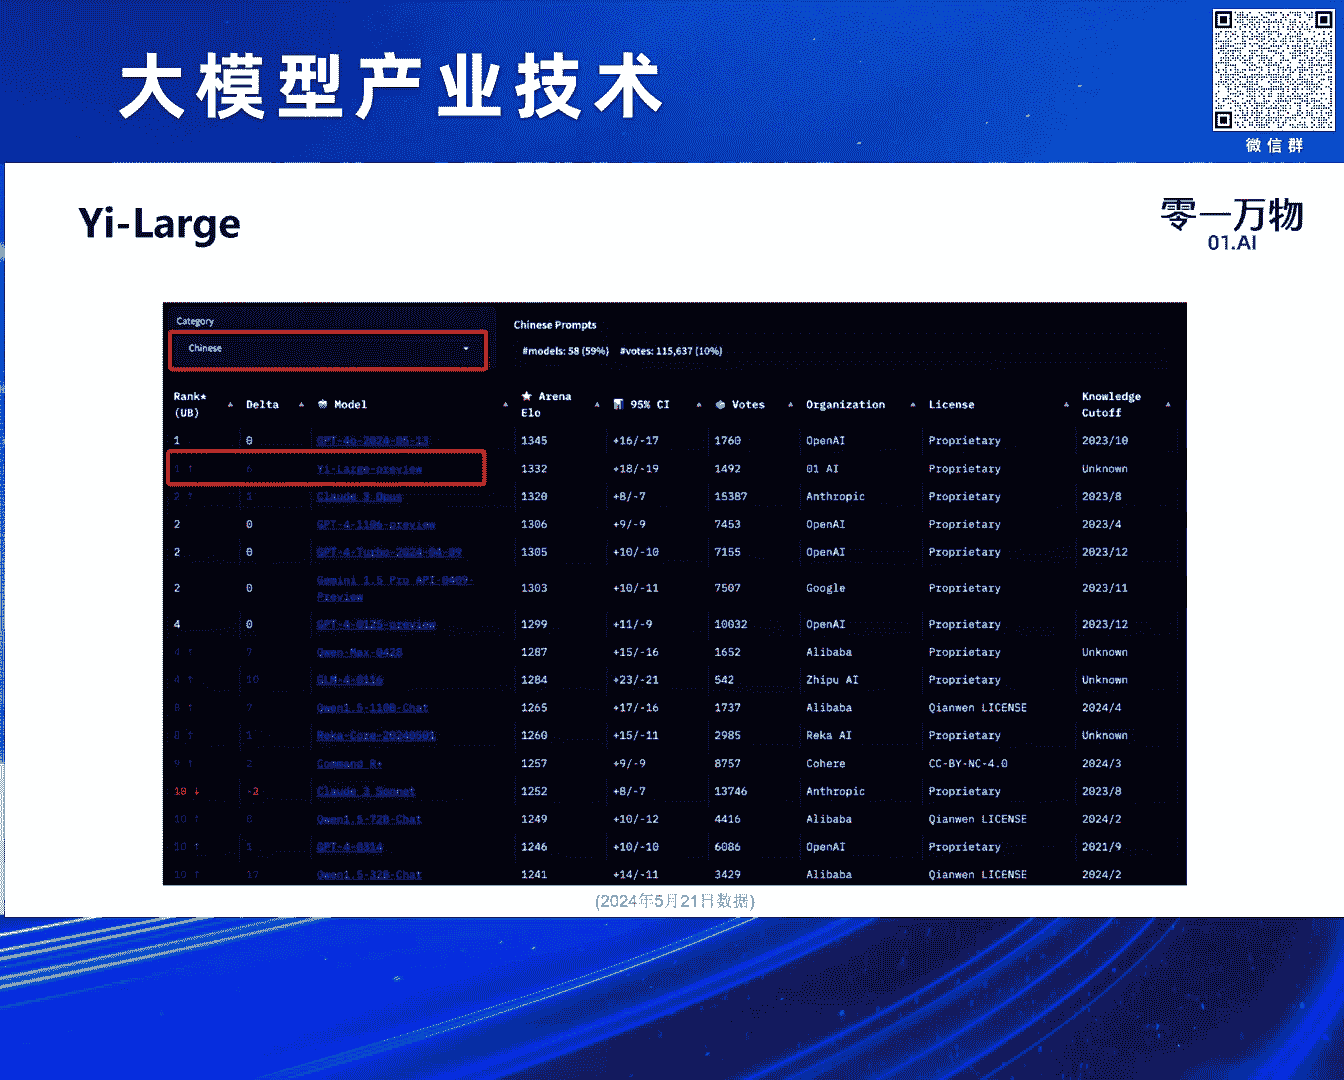 大模型产业技术
微信群
Yi-Large
零一万物
01.AI
Category
Chinese
Chinese Prompts
#models: 58 (59%) #votes: 115,637 (10%)
Rank* (UB) Delta Model Arena Elo 95% CI Votes Organization License Knowledge Cutoff
1 0 GPT-4o-2024-05-13 1345 +16/-17 1760 OpenAI Proprietary 2023/10
1 ↑ 6 Yi-Large-preview 1332 +18/-19 1492 01 AI Proprietary Unknown
2 ↑ 1 Claude 3 Opus 1320 +8/-7 15387 Anthropic Proprietary 2023/8
2 0 GPT-4-1106-preview 1306 +9/-9 7453 OpenAI Proprietary 2023/4
2 0 GPT-4-Turbo-2024-04-09 1305 +10/-10 7155 OpenAI Proprietary 2023/12
2 0 Gemini 1.5 Pro API-0409-Preview 1303 +10/-11 7507 Google Proprietary 2023/11
4 0 GPT-4-0125-preview 1299 +11/-9 10032 OpenAI Proprietary 2023/12
4 ↑ 7 Qwen-Max-0428 1287 +15/-16 1652 Alibaba Proprietary Unknown
4 ↑ 10 GLM-4-0116 1284 +23/-21 542 Zhipu AI Proprietary Unknown
8 ↑ 7 Qwen1.5-110B-Chat 1265 +17/-16 1737 Alibaba Qianwen LICENSE 2024/4
8 ↑ 1 Reka-Core-20240501 1260 +15/-11 2985 Reka AI Proprietary Unknown
9 ↑ 2 Command R+ 1257 +9/-9 8757 Cohere CC-BY-NC-4.0 2024/3
10 ↓ -2 Claude 3 Sonnet 1252 +8/-7 13746 Anthropic Proprietary 2023/8
10 ↑ 8 Qwen1.5-72B-Chat 1249 +10/-12 4416 Alibaba Qianwen LICENSE 2024/2
10 ↑ 1 GPT-4-0314 1246 +10/-10 6086 OpenAI Proprietary 2021/9
10 ↑ 17 Qwen1.5-32B-Chat 1241 +14/-11 3429 Alibaba Qianwen LICENSE 2024/2
(2024年5月21日数据)